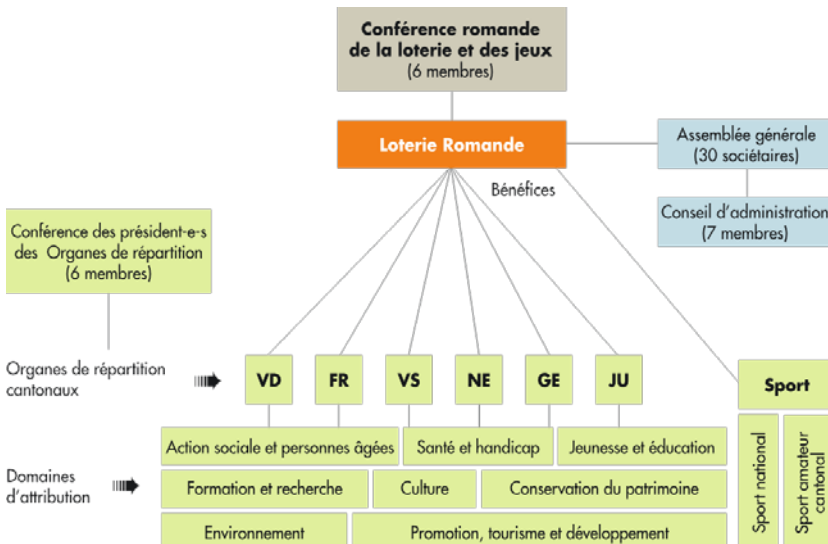 Conférence romande
de la loterie et des jeux
(6 membres)
Loterie Romande
Assemblée générale
(30 sociétaires)
Bénéfices
Conseil d'administration
(7 membres)
Conférence des président-e-s
des Organes de répartition
(6 membres)
Organes de répartition
cantonaux
VD
FR
VS
NE
GE
JU
Sport
Action sociale et personnes âgées
Santé et handicap
Jeunesse et éducation
Domaines
d'attribution
Formation et recherche
Culture
Conservation du patrimoine
Environnement
Promotion, tourisme et développement
Sport national
Sport amateur
cantonal